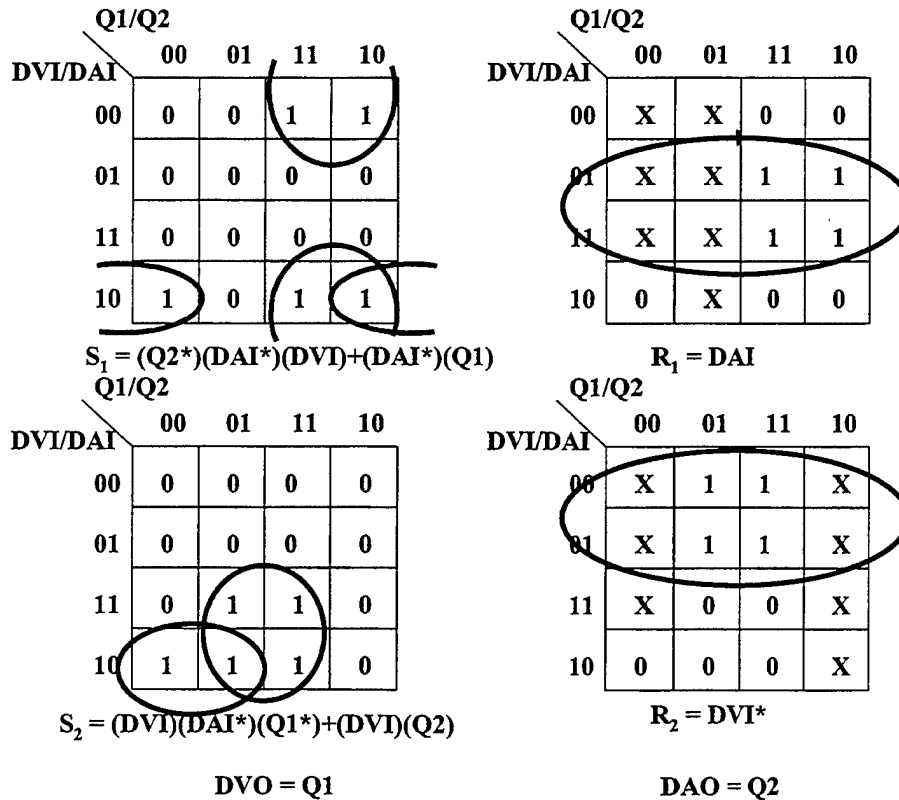 Q1/Q2
00 01 11 10
DVI/DAI
00 0 0 1 1
01 0 0 0 0
11 0 0 0 0
10 1 0 1 1
S₁ = (Q2*)(DAI*)(DVI)+(DAI*)(Q1)
Q1/Q2
00 01 11 10
DVI/DAI
00 X X 0 0
01 X X 1 1
11 X X 1 1
10 0 X 0 0
R₁ = DAI
Q1/Q2
00 01 11 10
DVI/DAI
00 0 0 0 0
01 0 0 0 0
11 0 1 1 0
10 1 1 1 0
S₂ = (DVI)(DAI*)(Q1*)+(DVI)(Q2)
Q1/Q2
00 01 11 10
DVI/DAI
00 X 1 1 X
01 X 1 1 X
11 X 0 0 X
10 0 0 0 X
R₂ = DVI*
DVO = Q1
DAO = Q2